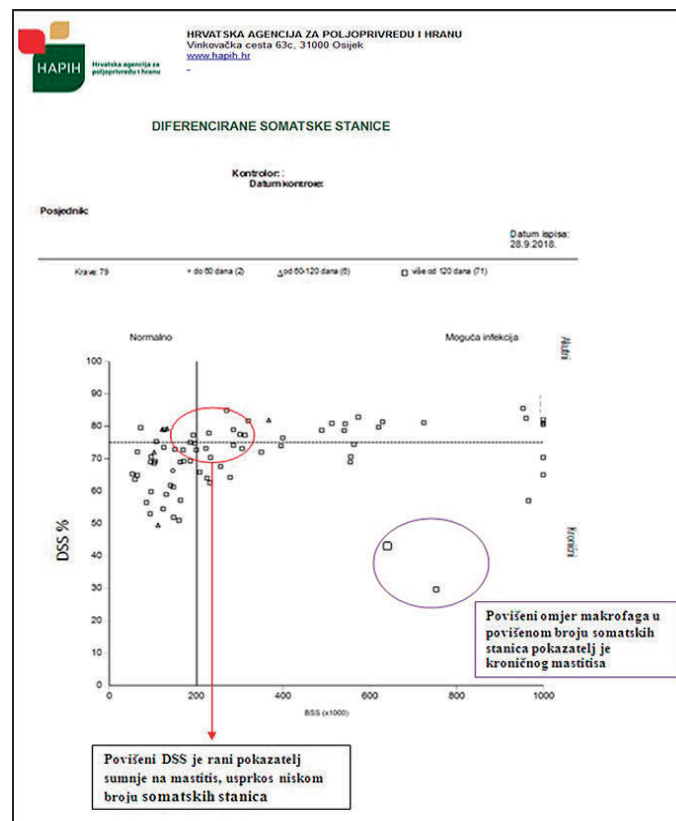 HAPIH
Hrvatska agencija za
poljoprivredu i hranu
HRVATSKA AGENCIJA ZA POLJOPRIVREDU I HRANU
Vinkovačka cesta 63c, 31000 Osijek
www.hapih.hr
DIFERENCIRANE SOMATSKE STANICE
Kontrolor: :
Datum kontrole:
Posjednik:
Datum ispisa:
28.9.2018.
Krave: 79 + do 60 dana (2) △od 60-120 dana (6) □ više od 120 dana (71)
Normalno Moguća infekcija
Akutni
Kronični
DSS %
100
90
80
70
60
50
40
30
20
10
0
0 200 400 600 800 1000
BSS (x1000)
Povišeni omjer makrofaga u
povišenom broju somatskih
stanica pokazatelj je
kroničnog mastitisa
Povišeni DSS je rani pokazatelj
sumnje na mastitis, usprkos niskom
broju somatskih stanica